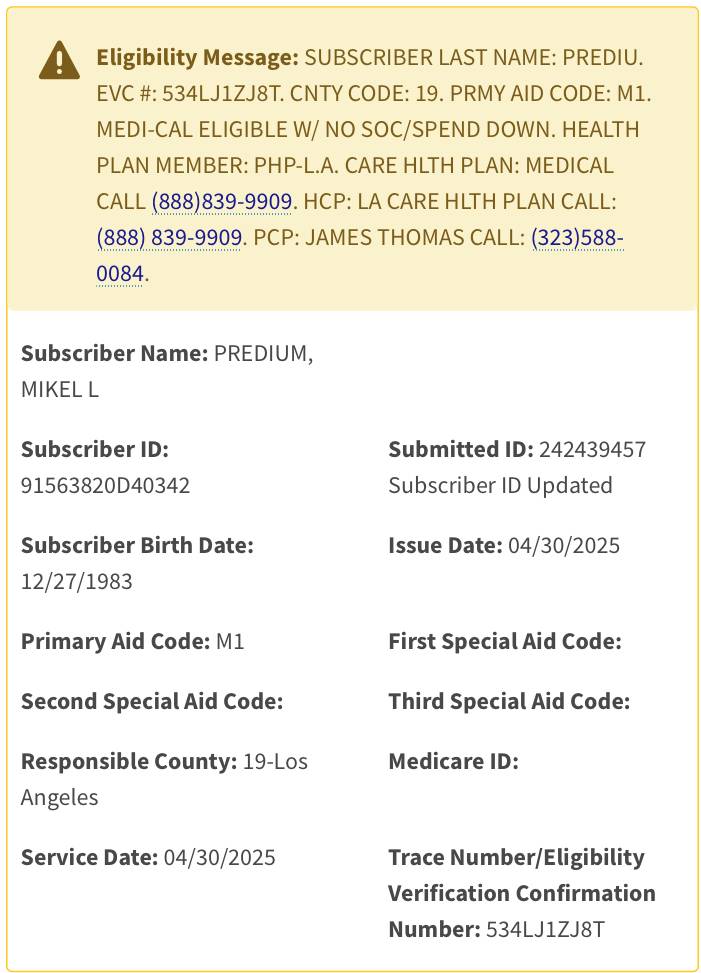 Eligibility Message: SUBSCRIBER LAST NAME: PREDIU.
EVC #: 534LJ1ZJ8T. CNTY CODE: 19. PRMY AID CODE: M1.
MEDI-CAL ELIGIBLE W/ NO SOC/SPEND DOWN. HEALTH
PLAN MEMBER: PHP-L.A. CARE HLTH PLAN: MEDICAL
CALL (888)839-9909. HCP: LA CARE HLTH PLAN CALL:
(888) 839-9909. PCP: JAMES THOMAS CALL: (323)588-
0084.
Subscriber Name: PREDIUM,
MIKEL L
Subscriber ID:
91563820D40342
Submitted ID: 242439457
Subscriber ID Updated
Subscriber Birth Date:
12/27/1983
Issue Date: 04/30/2025
Primary Aid Code: M1
First Special Aid Code:
Second Special Aid Code:
Third Special Aid Code:
Responsible County: 19-Los
Angeles
Medicare ID:
Service Date: 04/30/2025
Trace Number/Eligibility
Verification Confirmation
Number: 534LJ1ZJ8T